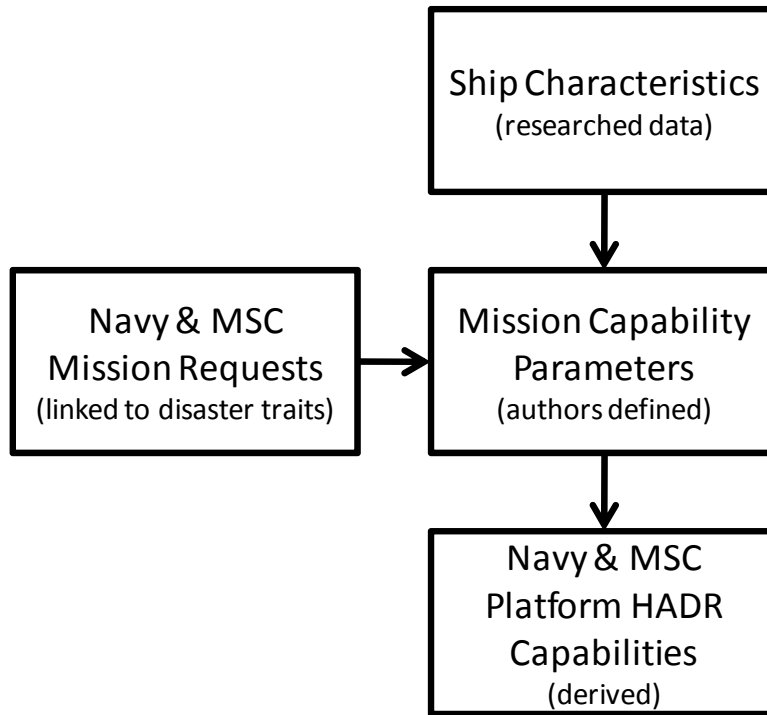 Ship Characteristics
(researched data)
Navy & MSC
Mission Requests
(linked to disaster traits)
Mission Capability
Parameters
(authors defined)
Navy & MSC
Platform HADR
Capabilities
(derived)